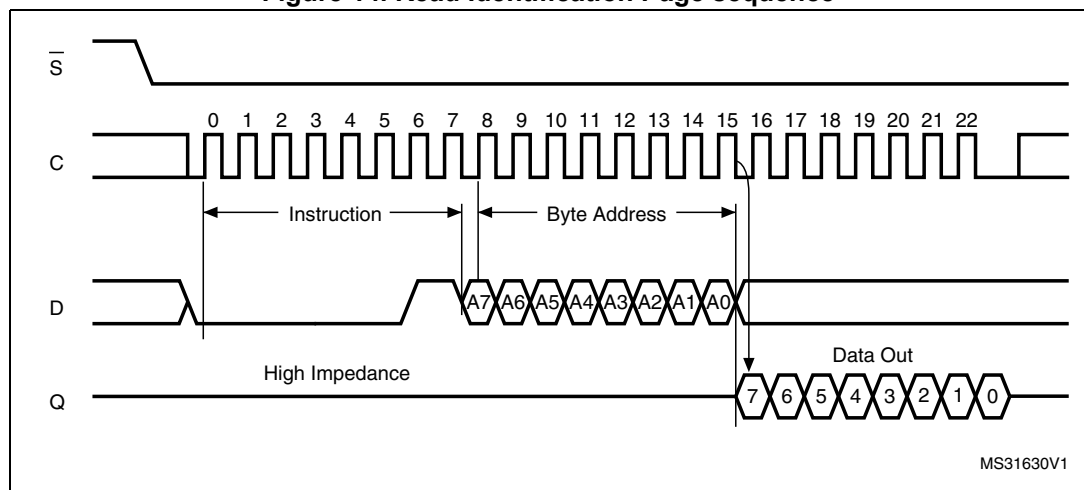 Figure Read Identification Page sequence
S
0 1 2 3 4 5 6 7 8 9 10 11 12 13 14 15 16 17 18 19 20 21 22
C
Instruction Byte Address
D A7 A6 A5 A4 A3 A2 A1 A0
High Impedance Data Out
Q 7 6 5 4 3 2 1 0
MS31630V1